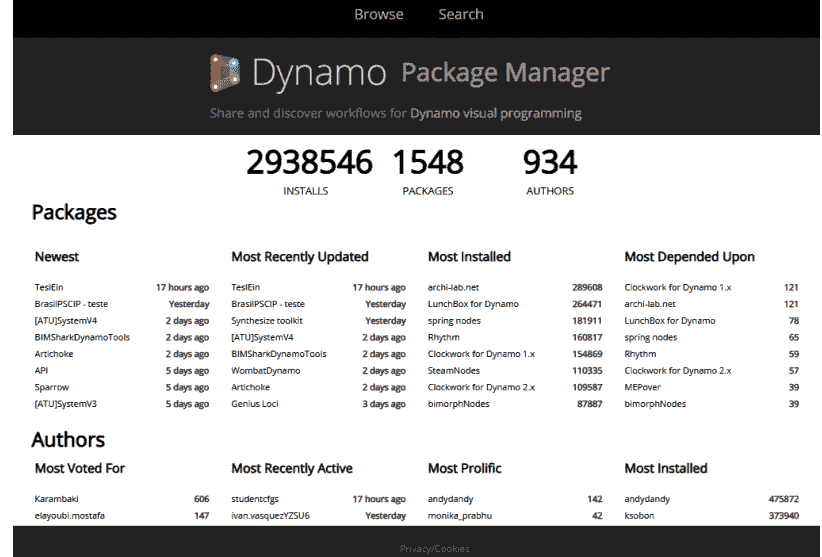 Browse Search
Dynamo Package Manager
Share and discover workflows for Dynamo visual programming
2938546 1548 934
INSTALLS PACKAGES AUTHORS
Packages
Newest Most Recently Updated Most Installed Most Depended Upon
TeslEin 17 hours ago TeslEin 17 hours ago archi-lab.net 289608 Clockwork for Dynamo 1.x 121
BrasilPSCIP - teste Yesterday BrasilPSCIP - teste Yesterday LunchBox for Dynamo 264471 archi-lab.net 121
[ATU]SystemV4 2 days ago Synthesize toolkit Yesterday spring nodes 181911 LunchBox for Dynamo 78
BIMSharkDynamoTools 2 days ago [ATU]SystemV4 2 days ago Rhythm 160817 spring nodes 65
Artichoke 2 days ago BIMSharkDynamoTools 2 days ago Clockwork for Dynamo 1.x 154869 Rhythm 59
API 5 days ago WombatDynamo 2 days ago SteamNodes 110335 Clockwork for Dynamo 2.x 57
Sparrow 5 days ago Artichoke 2 days ago Clockwork for Dynamo 2.x 109587 MEPover 39
[ATU]SystemV3 5 days ago Genius Loci 3 days ago bimorphNodes 87887 bimorphNodes 39
Authors
Most Voted For Most Recently Active Most Prolific Most Installed
Karambaki 606 studentcfgs 17 hours ago andydandy 142 andydandy 475872
elayoubi.mostafa 147 ivan.vasquezYZSU6 Yesterday monika_prabhu 42 ksobon 373940
Privacy/Cookies